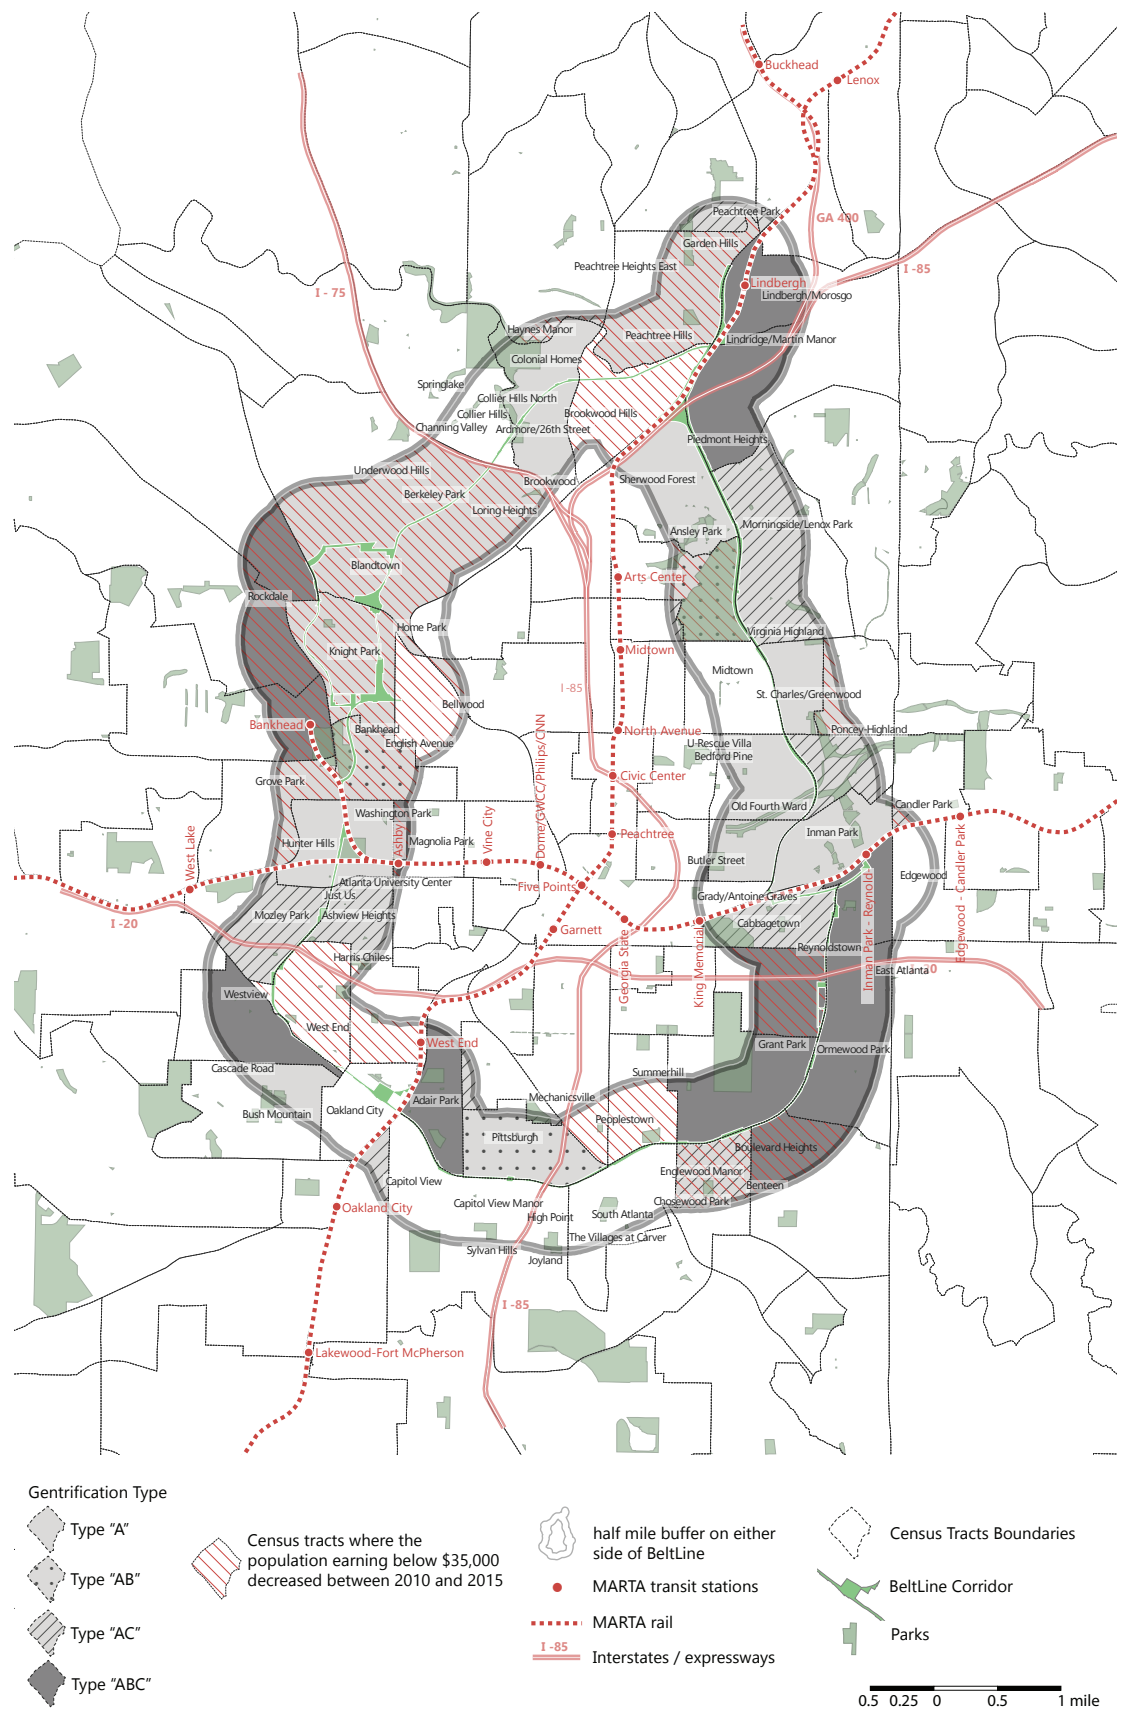 Buckhead
Lenox
Peachtree Park
GA 400
Garden Hills
Peachtree Heights East
I -85
Lindbergh
I - 75
Lindbergh/Morosgo
Haynes Manor
Peachtree Hills
Lindridge/Martin Manor
Colonial Homes
Springlake
Collier Hills North
Collier Hills
Brookwood Hills
Channing Valley
Ardmore/26th Street
Piedmont Heights
Underwood Hills
Brookwood
Sherwood Forest
Berkeley Park
Loring Heights
Morningside/Lenox Park
Ansley Park
Blandtown
Arts Center
Rockdale
Home Park
Virginia Highland
Knight Park
Midtown
Midtown
I -85
St. Charles/Greenwood
Bellwood
Bankhead
Bankhead
North Avenue
Poncey-Highland
English Avenue
U-Rescue Villa
Bedford Pine
Dome/GWCC/Philips/CNN
Civic Center
Grove Park
Old Fourth Ward
Candler Park
Washington Park
Inman Park
Peachtree
Hunter Hills
Ashby
Magnolia Park
Vine City
West Lake
Edgewood - Candler Park
Butler Street
Edgewood
Atlanta University Center
Five Points
Just Us
Grady/Antoine Graves
Inman Park - Reynold-
I -20
Mozley Park
Ashview Heights
Garnett
Cabbagetown
Georgia State
King Memorial
Reynoldstown
Harris Chiles
East Atlanta
I -20
Westview
West End
West End
Grant Park
Ormewood Park
Cascade Road
Summerhill
Adair Park
Mechanicsville
Bush Mountain
Oakland City
Peoplestown
Pittsburgh
Boulevard Heights
Englewood Manor
Capitol View
Benteen
Oakland City
Capitol View Manor
Chosewood Park
High Point
South Atlanta
The Villages at Carver
Sylvan Hills
Joyland
I -85
Lakewood-Fort McPherson
Gentrification Type
Type “A”
Type “AB”
Type “AC”
Type “ABC”
Census tracts where the
population earning below $35,000
decreased between 2010 and 2015
half mile buffer on either
side of BeltLine
MARTA transit stations
MARTA rail
I -85
Interstates / expressways
Census Tracts Boundaries
BeltLine Corridor
Parks
0.5 0.25 0 0.5 1 mile